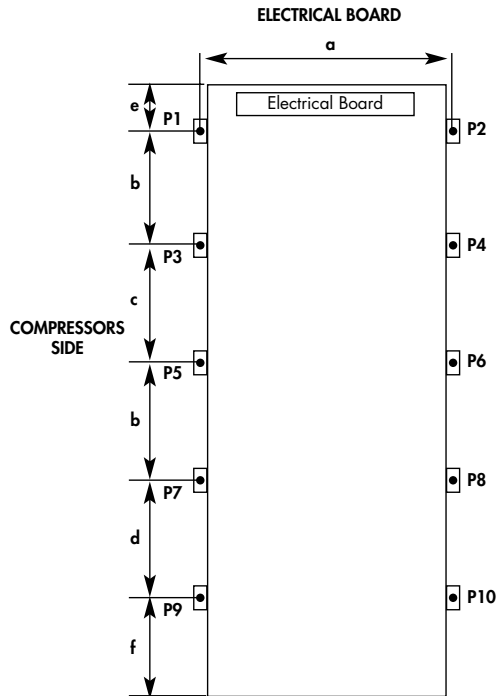 ELECTRICAL BOARD
a
Electrical Board
e
P1
P2
b
P3
P4
c
COMPRESSORS
SIDE
P5
P6
b
P7
P8
d
P9
P10
f